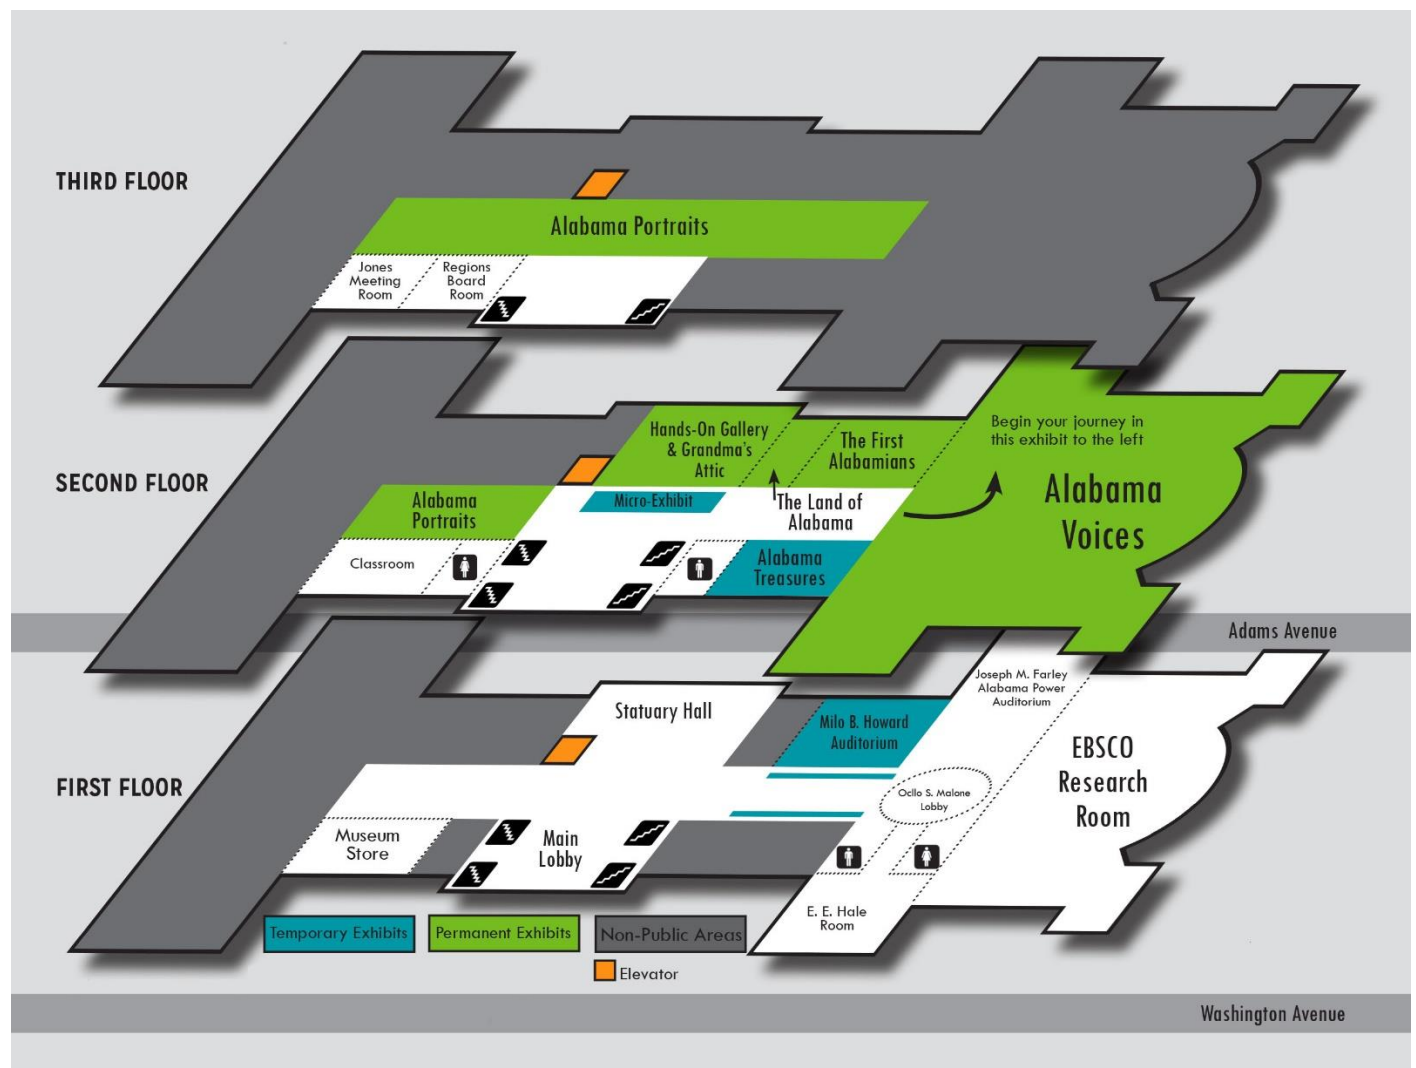 THIRD FLOOR
Alabama Portraits
Jones
Meeting
Room
Regions
Board
Room
SECOND FLOOR
Hands-On Gallery
& Grandma's
Attic
The First
Alabamians
Begin your journey in
this exhibit to the left
Alabama
Voices
Alabama
Portraits
Micro-Exhibit
The Land of
Alabama
Classroom
Alabama
Treasures
Adams Avenue
FIRST FLOOR
Statuary Hall
Milo B. Howard
Auditorium
Joseph M. Farley
Alabama Power
Auditorium
EBSCO
Research
Room
Ocllo S. Malone
Lobby
Museum
Store
Main
Lobby
E. E. Hale
Room
Temporary Exhibits
Permanent Exhibits
Non-Public Areas
Elevator
Washington Avenue